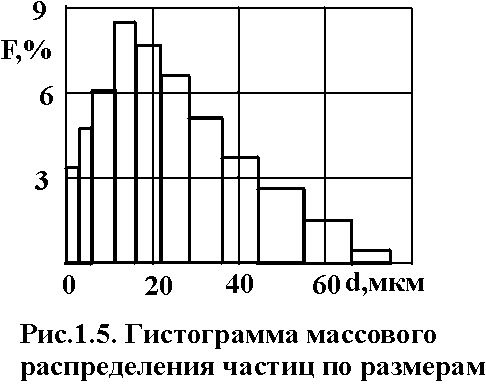 9
F,%
6
3
0 20 40 60 d,мкм
Рис.1.5. Гистограмма массового
распределения частиц по размерам